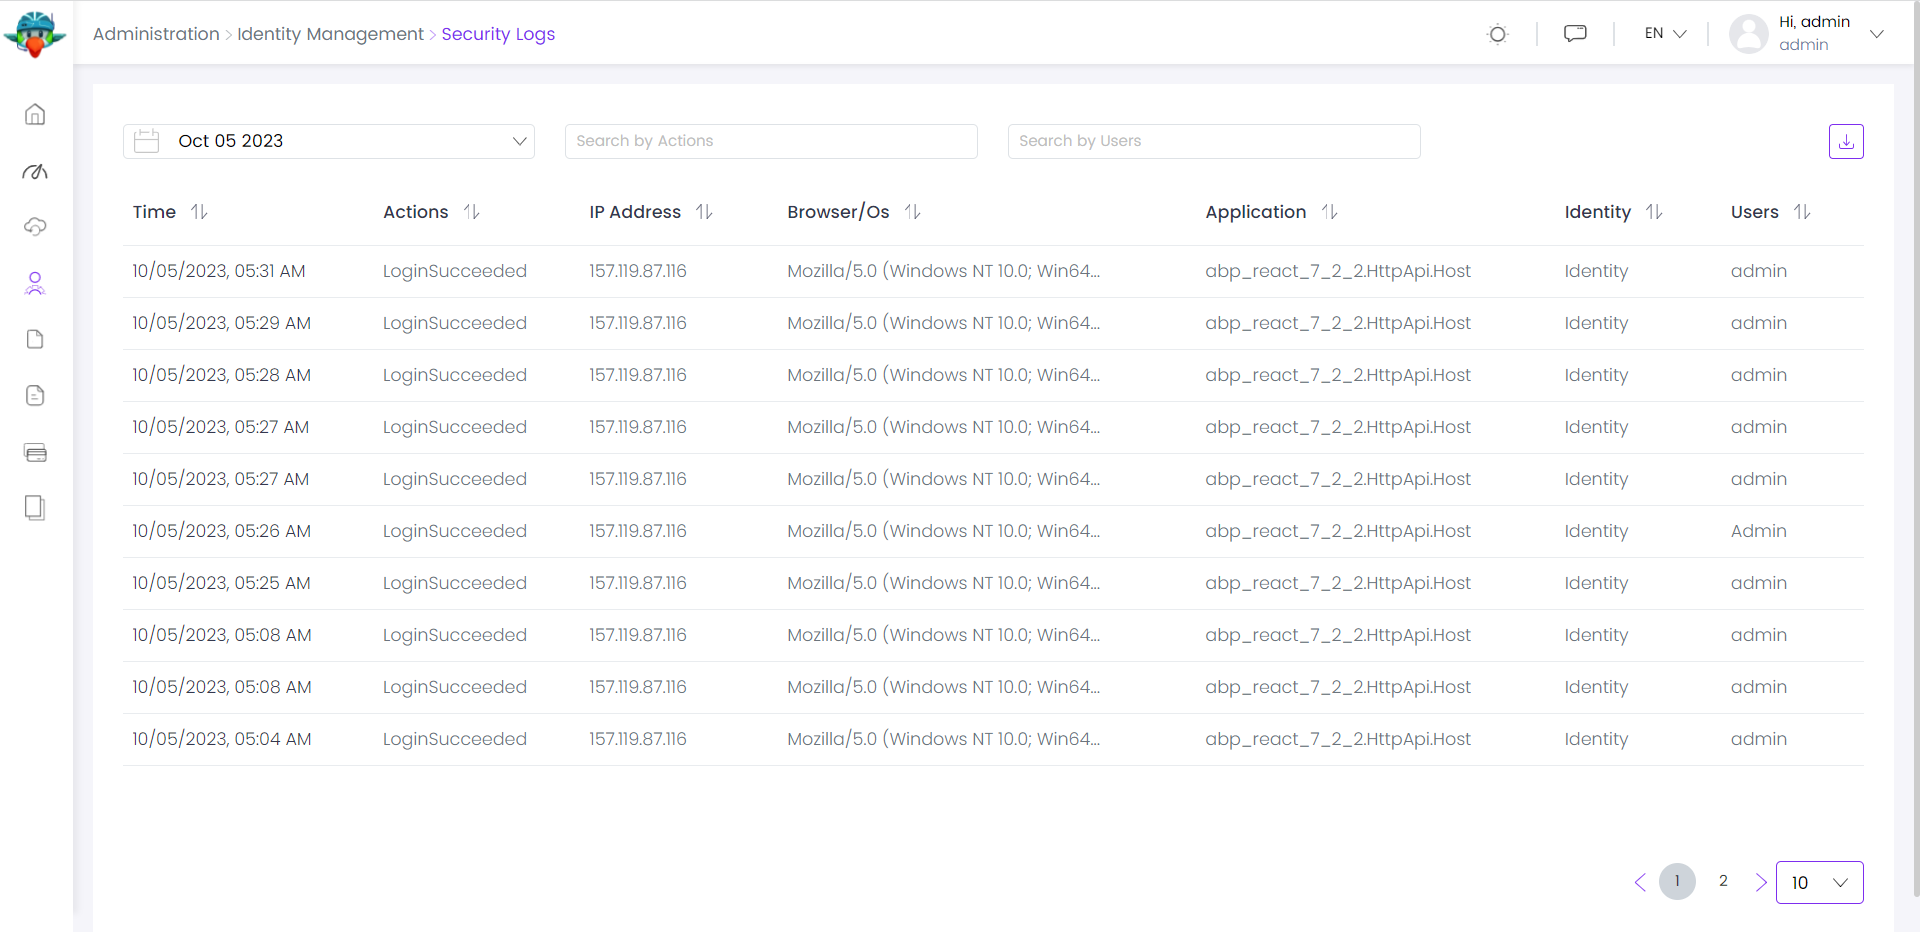 Administration > Identity Management > Security Logs
EN
Hi, admin
admin
Oct 05 2023
Search by Actions
Search by Users
Time Actions IP Address Browser/Os Application Identity Users
10/05/2023, 05:31 AM LoginSucceeded 157.119.87.116 Mozilla/5.0 (Windows NT 10.0; Win64... abp_react_7_2_2.HttpApi.Host Identity admin
10/05/2023, 05:29 AM LoginSucceeded 157.119.87.116 Mozilla/5.0 (Windows NT 10.0; Win64... abp_react_7_2_2.HttpApi.Host Identity admin
10/05/2023, 05:28 AM LoginSucceeded 157.119.87.116 Mozilla/5.0 (Windows NT 10.0; Win64... abp_react_7_2_2.HttpApi.Host Identity admin
10/05/2023, 05:27 AM LoginSucceeded 157.119.87.116 Mozilla/5.0 (Windows NT 10.0; Win64... abp_react_7_2_2.HttpApi.Host Identity admin
10/05/2023, 05:27 AM LoginSucceeded 157.119.87.116 Mozilla/5.0 (Windows NT 10.0; Win64... abp_react_7_2_2.HttpApi.Host Identity admin
10/05/2023, 05:26 AM LoginSucceeded 157.119.87.116 Mozilla/5.0 (Windows NT 10.0; Win64... abp_react_7_2_2.HttpApi.Host Identity Admin
10/05/2023, 05:25 AM LoginSucceeded 157.119.87.116 Mozilla/5.0 (Windows NT 10.0; Win64... abp_react_7_2_2.HttpApi.Host Identity admin
10/05/2023, 05:08 AM LoginSucceeded 157.119.87.116 Mozilla/5.0 (Windows NT 10.0; Win64... abp_react_7_2_2.HttpApi.Host Identity admin
10/05/2023, 05:08 AM LoginSucceeded 157.119.87.116 Mozilla/5.0 (Windows NT 10.0; Win64... abp_react_7_2_2.HttpApi.Host Identity admin
10/05/2023, 05:04 AM LoginSucceeded 157.119.87.116 Mozilla/5.0 (Windows NT 10.0; Win64... abp_react_7_2_2.HttpApi.Host Identity admin
1 2 10